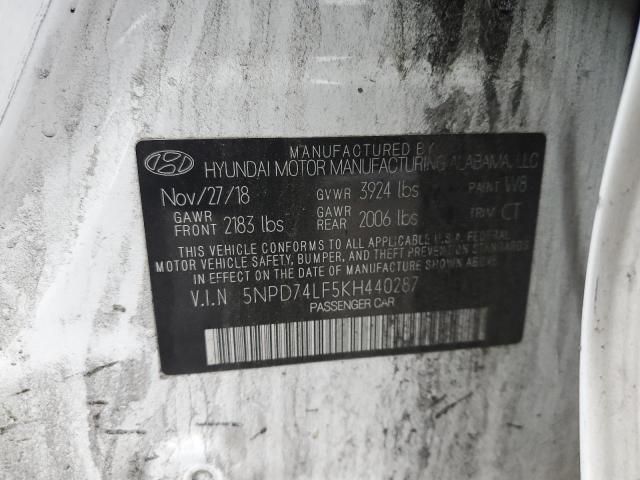 MANUFACTURED BY
HYUNDAI MOTOR MANUFACTURING ALABAMA, LLC
Nov/27/18 GVWR 3924 lbs PAINT W8
GAWR FRONT 2183 lbs GAWR REAR 2006 lbs TRIM CT
THIS VEHICLE CONFORMS TO ALL APPLICABLE U.S.A FEDERAL
MOTOR VEHICLE SAFETY, BUMPER, AND THEFT PREVENTION STANDARDS
IN EFFECT ON THE DATE OF MANUFACTURE SHOWN ABOVE.
V.I.N 5NPD74LF5KH440287
PASSENGER CAR